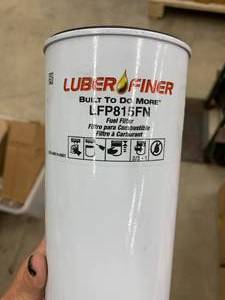 LUBER FINER
BUILT TO DO MORE
LFP815FN
Fuel Filter
Filtro para Combustible
Filtre à Carburant